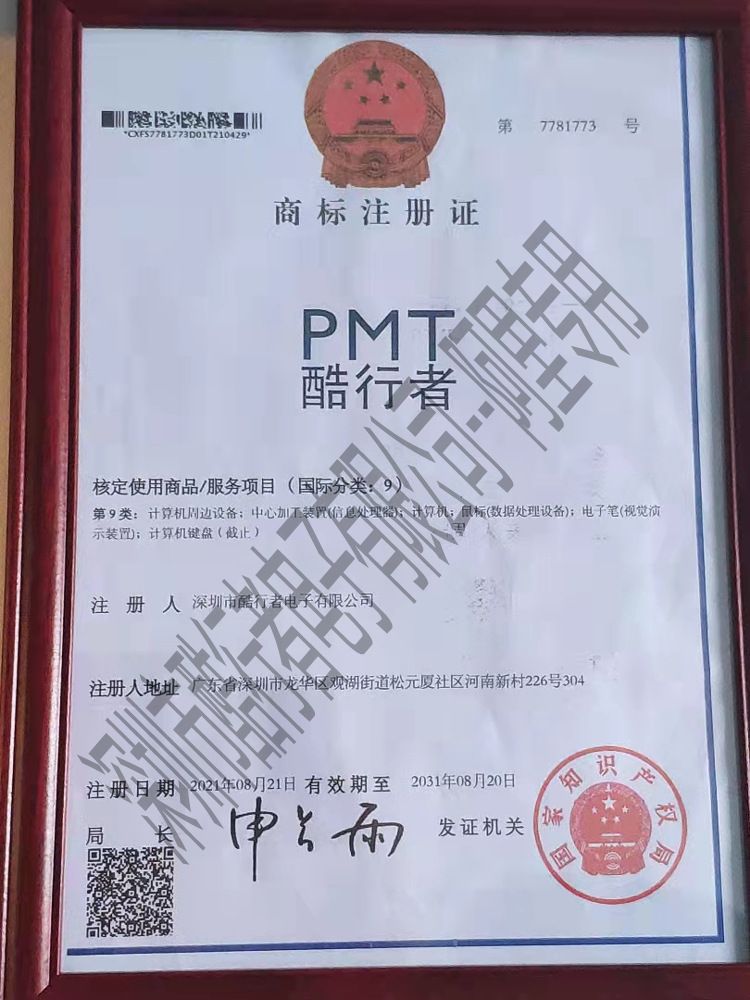 *CXFS7781773D01T210429*
第 7781773 号
商标注册证
PMT
酷行者
核定使用商品/服务项目（国际分类：9）
第9类：计算机周边设备；中心加工装置(信息处理器)；计算机；鼠标(数据处理设备)；电子笔(视觉演
示装置)；计算机键盘（截止）
注册人 深圳市酷行者电子有限公司
注册人地址 广东省深圳市龙华区观湖街道松元厦社区河南新村226号304
注册日期 2021年08月21日 有效期至 2031年08月20日
局长 申长雨 发证机关
国家知识产权局